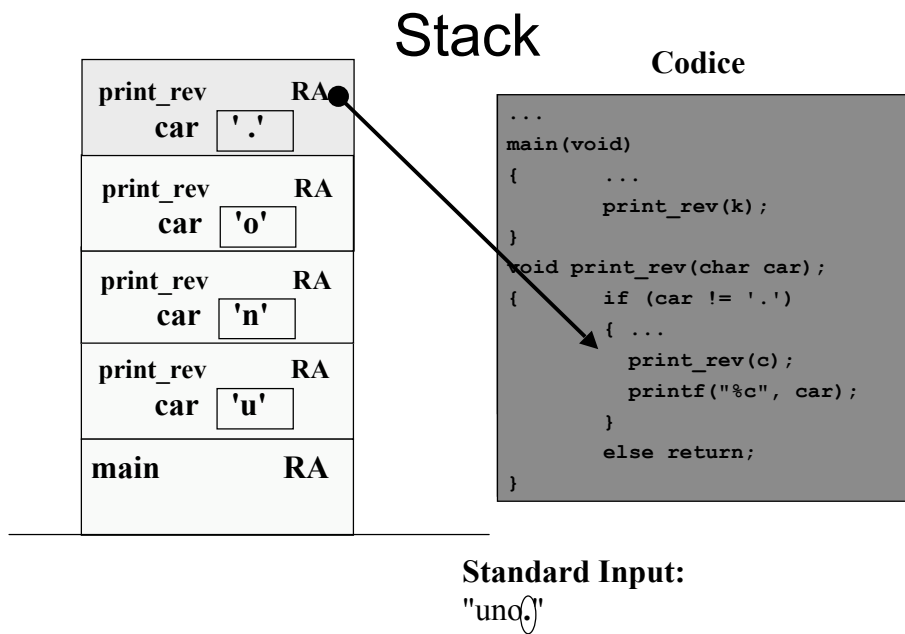 Stack
print_rev RA
car '.'
print_rev RA
car 'o'
print_rev RA
car 'n'
print_rev RA
car 'u'
main RA
Codice
...
main(void)
{ ...
print_rev(k);
}
void print_rev(char car);
{ if (car != '.')
{ ...
print_rev(c);
printf("%c", car);
}
else return;
}
Standard Input:
"uno."